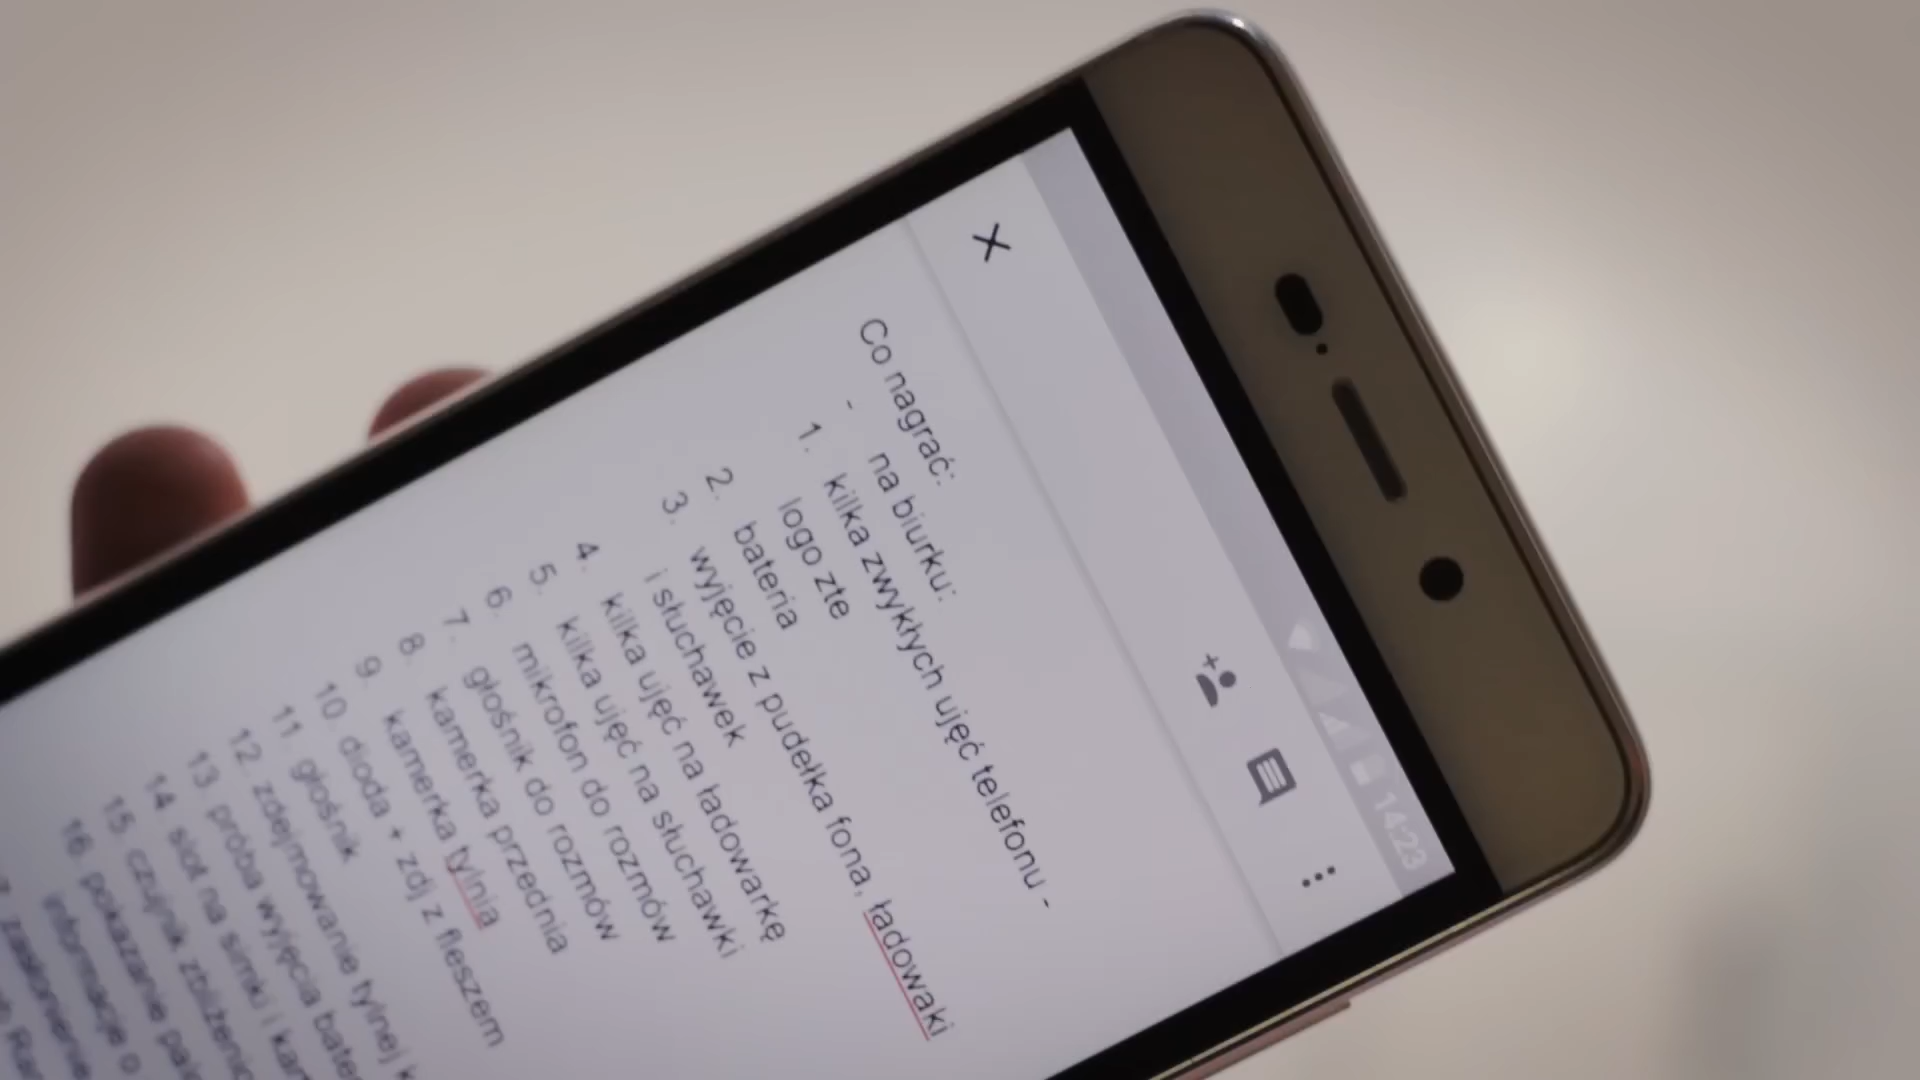 14:23
Co nagrać:
- na biurku:
1. kilka zwykłych ujęć telefonu -
logo zte
2. bateria
3. wyjęcie z pudełka fona, ładowaki
i słuchawek
4. kilka ujęć na ładowarkę
5. kilka ujęć na słuchawki
6. mikrofon do rozmów
7. głośnik do rozmów
8. kamerka przednia
9. kamerka tylnia
10. dioda + zdj z fleszem
11. głośnik
12. zdejmowanie tylnej k
13. próba wyjęcia bate
14. slot na simki i kar
15. czujnik zbliżenio
16. pokazanie
informacje o